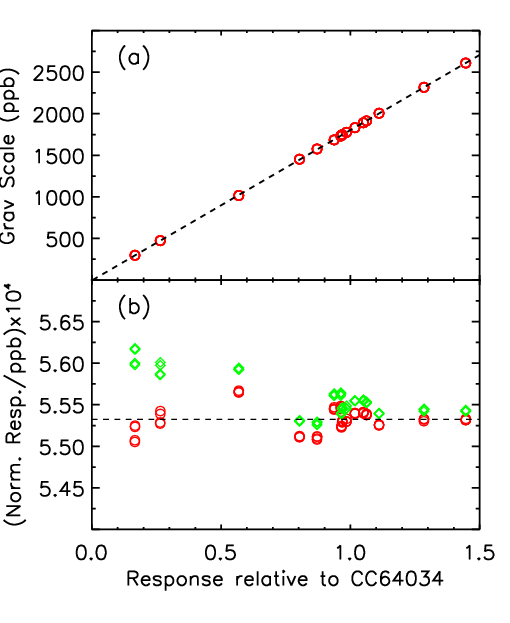 (a)
Grav Scale (ppb)
2500
2000
1500
1000
500
(b)
(Norm. Resp./ppb)x10⁴
5.65
5.60
5.55
5.50
5.45
0.0 0.5 1.0 1.5
Response relative to CC64034